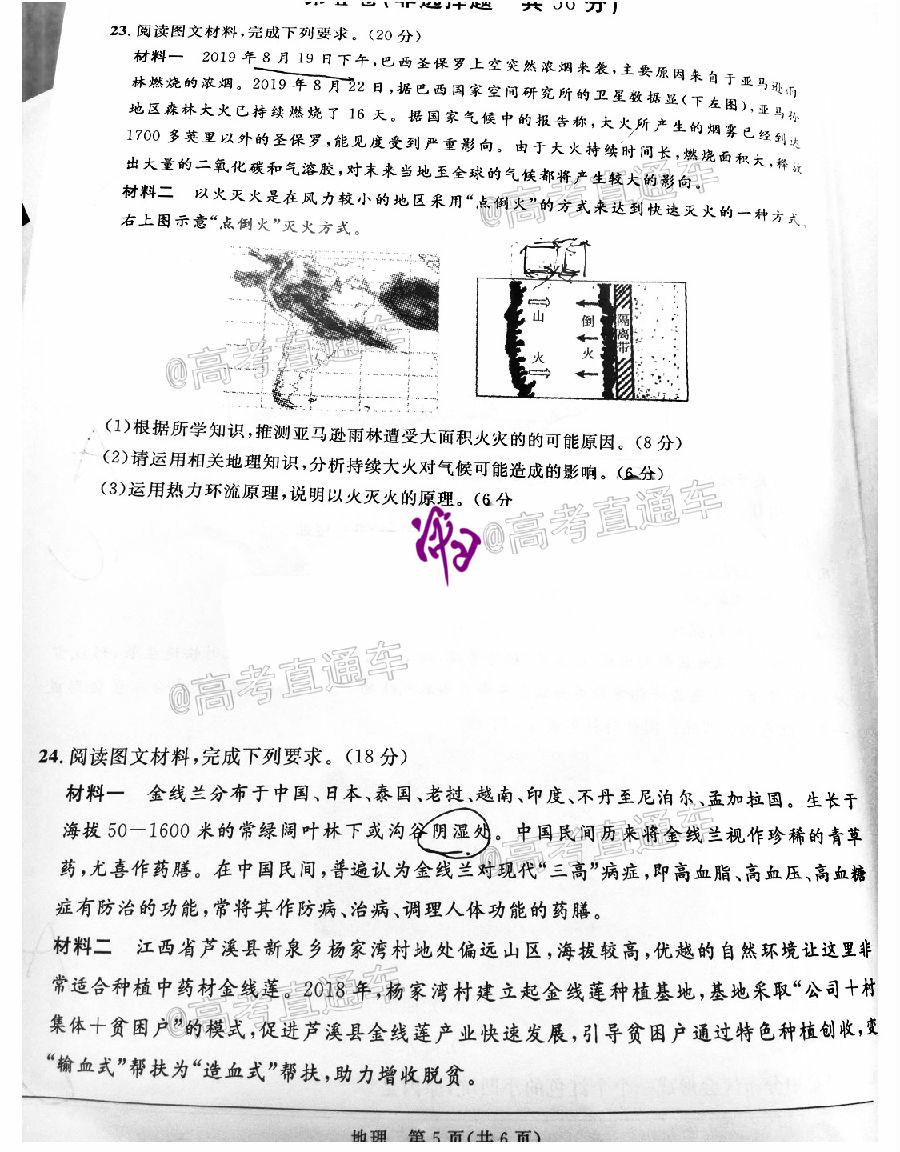 第Ⅱ卷(非选择题 共56分)
23. 阅读图文材料,完成下列要求。(20分)
材料一 2019年8月19日下午,巴西圣保罗上空突然浓烟来袭,主要原因来自于亚马逊雨
林燃烧的浓烟。2019年8月22日,据巴西国家空间研究所的卫星数据显(下左图),亚马孙
地区森林大火已持续燃烧了16天。据国家气候中的报告称,大火所产生的烟雾已经到达
1700多英里以外的圣保罗,能见度受到严重影向。由于大火持续时间长,燃烧面积大,释放
出大量的二氧化碳和气溶胶,对末来当地至全球的气候都将产生较大的影向。
材料二 以火灭火是在风力较小的地区采用“点倒火”的方式来达到快速灭火的一种方式
右上图示意“点倒火”灭火方式。
山
火
倒
火
隔
离
带
@高考直通车
(1)根据所学知识,推测亚马逊雨林遭受大面积火灾的的可能原因。(8分)
(2)请运用相关地理知识,分析持续大火对气候可能造成的影响。(6分)
(3)运用热力环流原理,说明以火灭火的原理。(6分
@高考直通车
@高考直通车
24. 阅读图文材料,完成下列要求。(18分)
材料一 金线兰分布于中国、日本、泰国、老挝、越南、印度、不丹至尼泊尔、孟加拉国。生长于
海拔50—1600米的常绿阔叶林下或沟谷阴湿处。中国民间历来将金线兰视作珍稀的青草
药,尤喜作药膳。在中国民间,普遍认为金线兰对现代“三高”病症,即高血脂、高血压、高血糖
症有防治的功能,常将其作防病、治病、调理人体功能的药膳。
材料二 江西省芦溪县新泉乡杨家湾村地处偏远山区,海拔较高,优越的自然环境让这里非
常适合种植中药材金线莲。2018年,杨家湾村建立起金线莲种植基地,基地采取“公司+村
集体+贫困户”的模式,促进芦溪县金线莲产业快速发展,引导贫困户通过特色种植创收,变
“输血式”帮扶为“造血式”帮扶,助力增收脱贫。
地理 第5页(共6页)